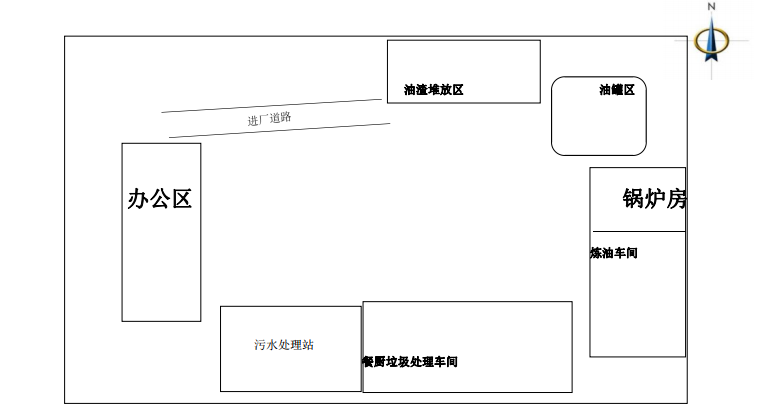 N
油渣堆放区
油罐区
进厂道路
办公区
锅炉房
炼油车间
污水处理站
餐厨垃圾处理车间